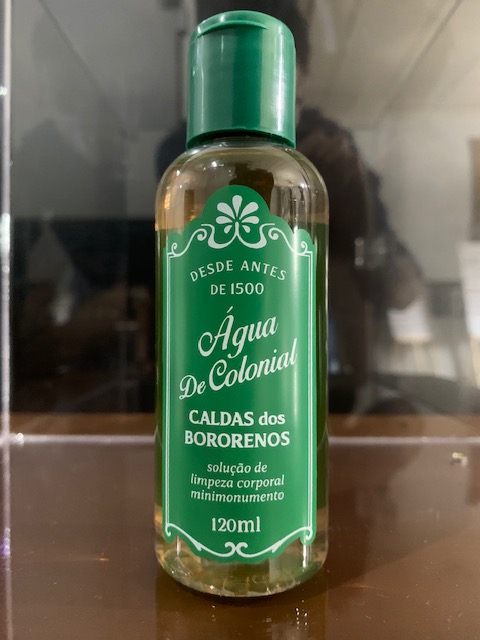 DESDE ANTES
DE 1500
Água
De Colonial
CALDAS dos
BORORENOS
solução de
limpeza corporal
minimonumento
120ml